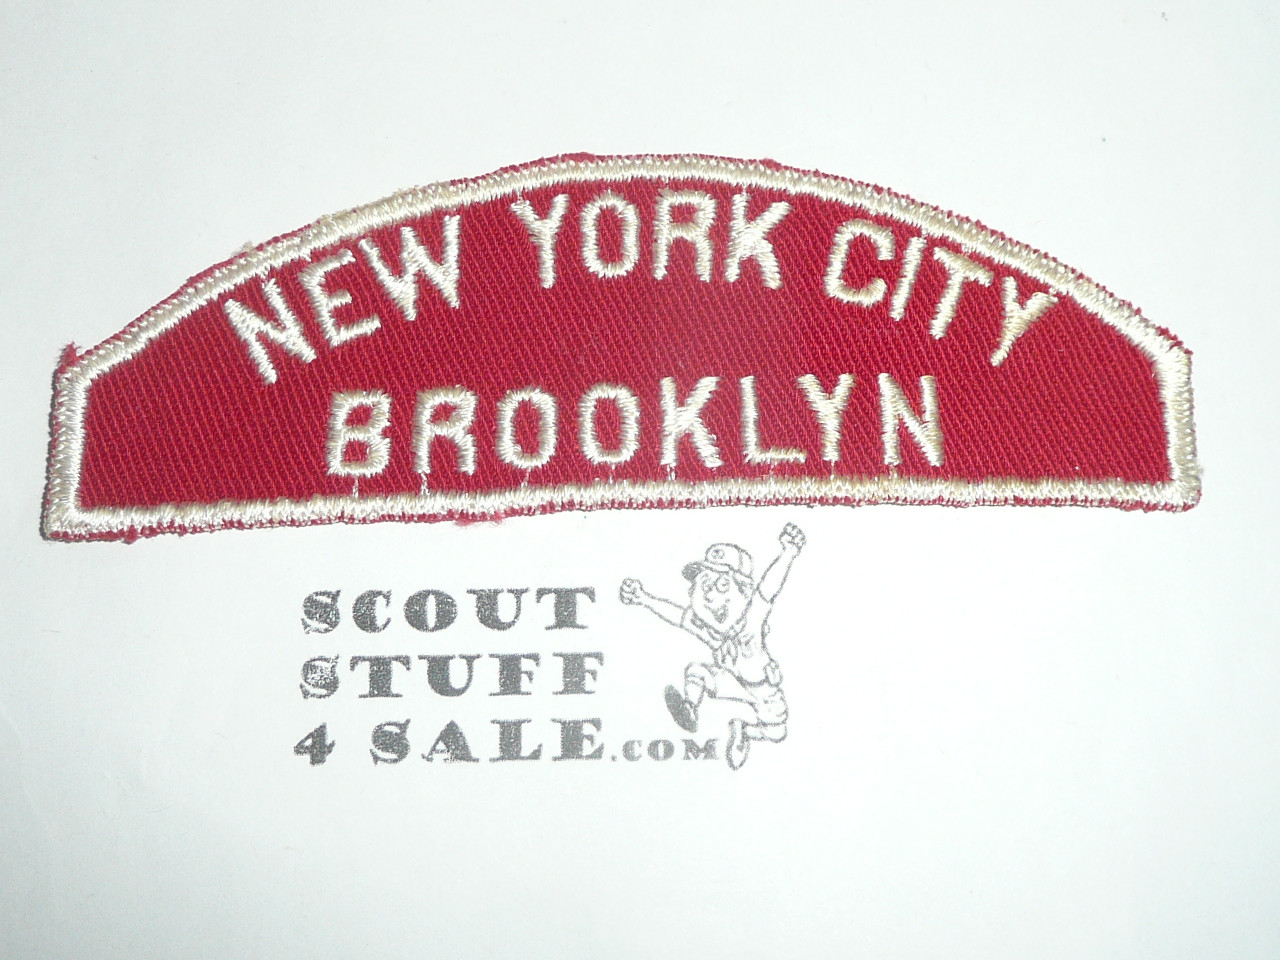 NEW YORK CITY
BROOKLYN
SCOUT
STUFF
4 SALE.COM